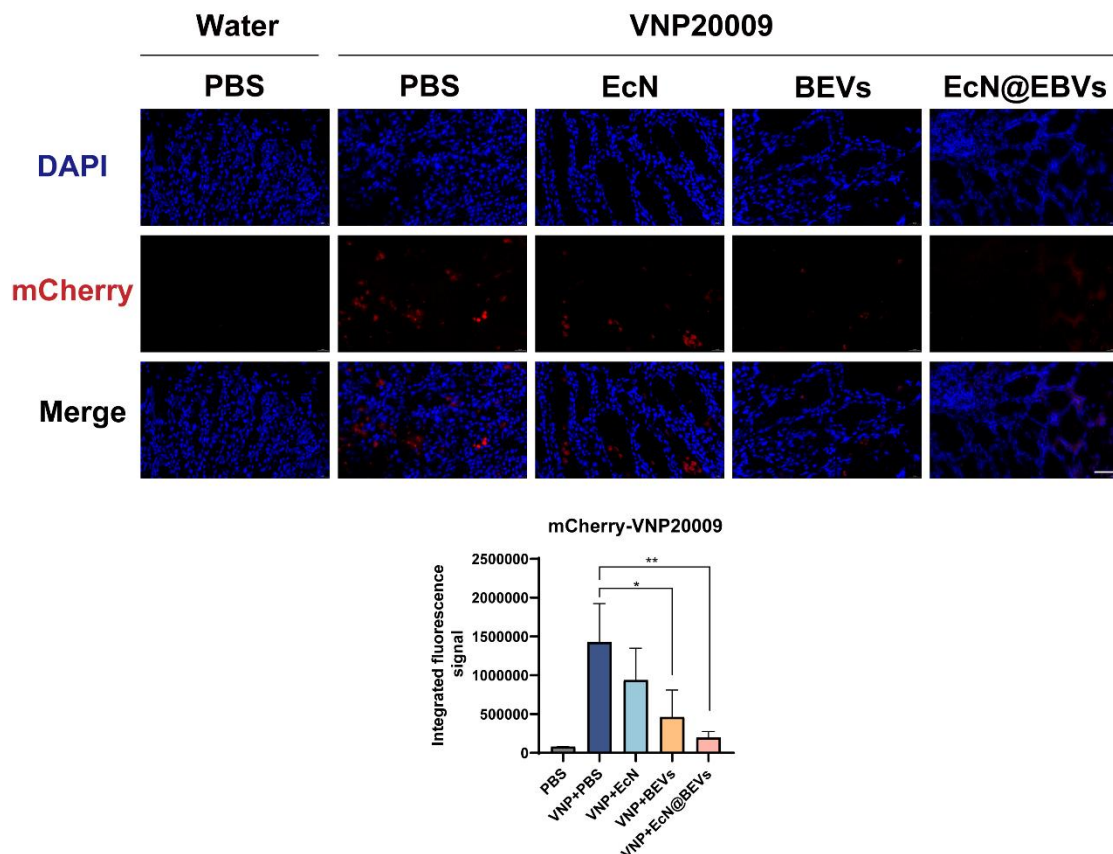 Water VNP20009
PBS PBS EcN BEVs EcN@EBVs
DAPI
mCherry
Merge
mCherry-VNP20009
Integrated fluorescence
signal
2500000
2000000
1500000
1000000
500000
0
**
*
PBS
VNP+PBS
VNP+EcN
VNP+BEVs
VNP+EcN@BEVs